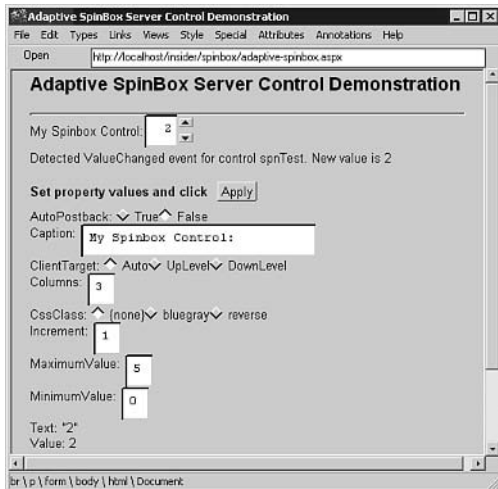 Adaptive SpinBox Server Control Demonstration
File Edit Types Links Views Style Special Attributes Annotations Help
Open http://localhost/insider/spinbox/adaptive-spinbox.aspx
Adaptive SpinBox Server Control Demonstration
My Spinbox Control: 2
Detected ValueChanged event for control spnTest. New value is 2
Set property values and click Apply
AutoPostback: True False
Caption: My Spinbox Control:
ClientTarget: Auto UpLevel DownLevel
Columns: 3
CssClass: (none) bluegray reverse
Increment: 1
MaximumValue: 5
MinimumValue: 0
Text: "2"
Value: 2
br \ p \ form \ body \ html \ Document